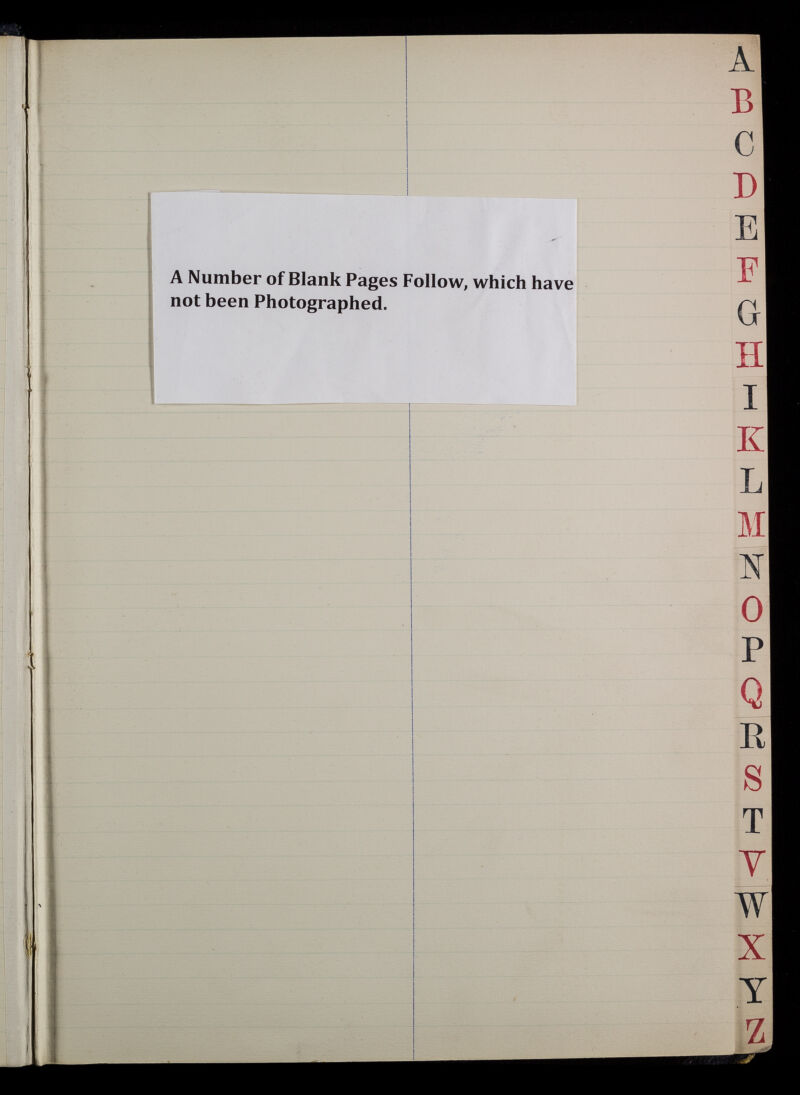 A Number of Blank Pages Follow, which have
not been Photographed.
A
B
C
D
E
F
G
H
I
K
L
M
N
O
P
Q
R
S
T
V
W
X
Y
Z